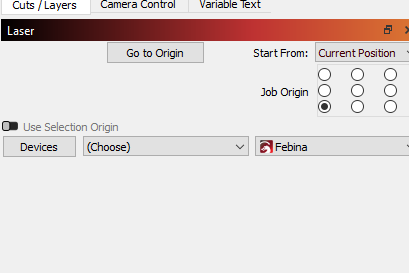 Cuts / Layers Camera Control Variable Text
Laser
Go to Origin Start From: Current Position
Job Origin
Use Selection Origin
Devices (Choose) Febina